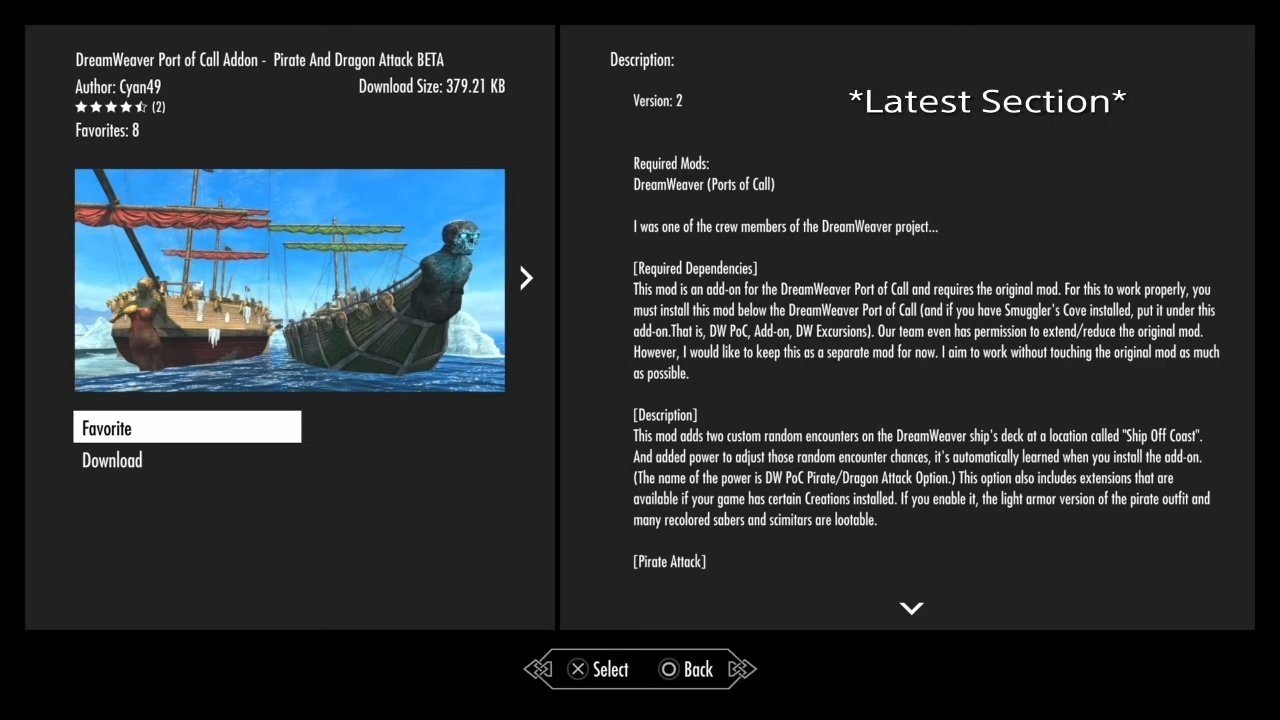 DreamWeaver Port of Call Addon -  Pirate And Dragon Attack BETA
Author: Cyan49
Download Size: 379.21 KB
(2)
Favorites: 8
Favorite
Download
Description:
Version: 2
*Latest Section*
Required Mods:
DreamWeaver (Ports of Call)
I was one of the crew members of the DreamWeaver project...
[Required Dependencies]
This mod is an add-on for the DreamWeaver Port of Call and requires the original mod. For this to work properly, you
must install this mod below the DreamWeaver Port of Call (and if you have Smuggler's Cove installed, put it under this
add-on.That is, DW PoC, Add-on, DW Excursions). Our team even has permission to extend/reduce the original mod.
However, I would like to keep this as a separate mod for now. I aim to work without touching the original mod as much
as possible.
[Description]
This mod adds two custom random encounters on the DreamWeaver ship's deck at a location called "Ship Off Coast".
And added power to adjust those random encounter chances, it's automatically learned when you install the add-on.
(The name of the power is DW PoC Pirate/Dragon Attack Option.) This option also includes extensions that are
available if your game has certain Creations installed. If you enable it, the light armor version of the pirate outfit and
many recolored sabers and scimitars are lootable.
[Pirate Attack]
Select
Back